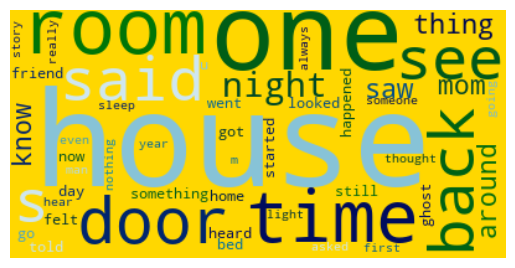 story
really
friend
room
said
u
one
always
see
thing
night
saw
mom
know
sleep
went
looked
happened
someone
going
house
back
around
even
now
man
nothing
year
m
got
started
thought
s
day
hear
felt
go
told
door
something
home
heard
bed
light
time
asked
still
first
ghost